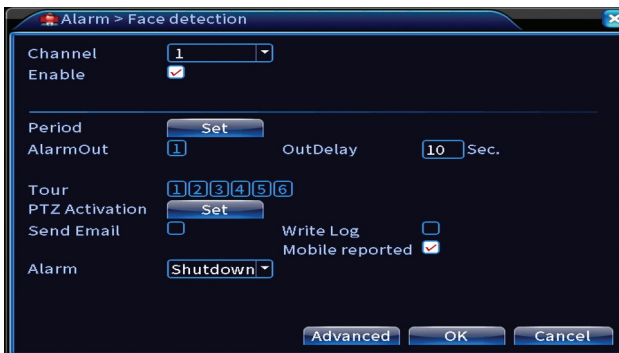 Alarm > Face detection
Channel 1
Enable
Period Set
AlarmOut 1 OutDelay 10 Sec.
Tour 1 2 3 4 5 6
PTZ Activation Set
Send Email Write Log
Mobile reported
Alarm Shutdown
Advanced OK Cancel